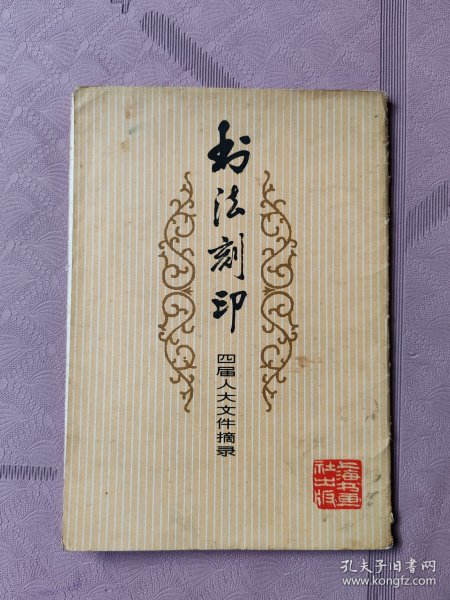 书法刻印
四届人大文件摘录
上海书画
社出版
孔夫子旧书网
www.kongfz.com